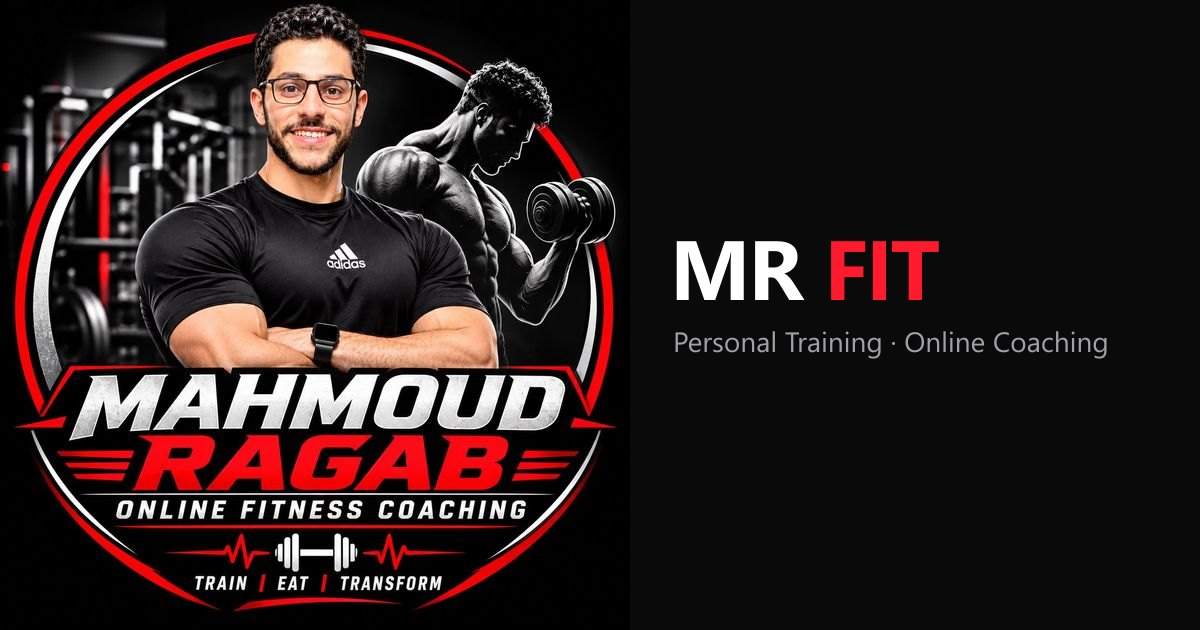 adidas
MAHMOUD
RAGAB
ONLINE FITNESS COACHING
TRAIN | EAT | TRANSFORM
MR FIT
Personal Training · Online Coaching